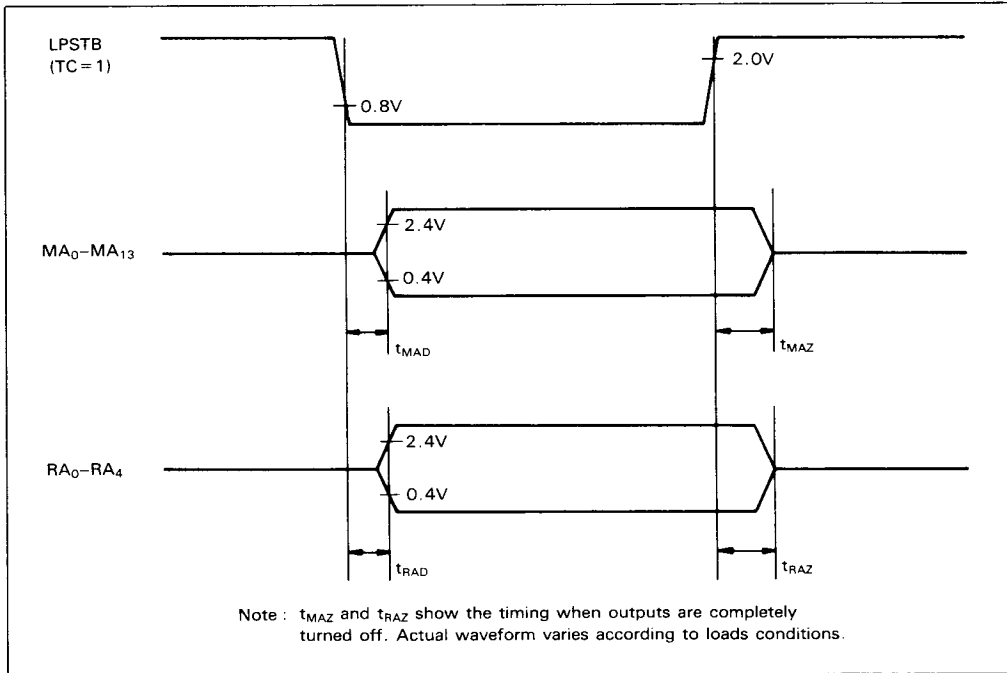 LPSTB
(TC=1)
2.0V
0.8V
2.4V
MA₀–MA₁₃
0.4V
tMAD
tMAZ
2.4V
RA₀–RA₄
0.4V
tRAD
tRAZ
Note : tMAZ and tRAZ show the timing when outputs are completely
turned off. Actual waveform varies according to loads conditions.